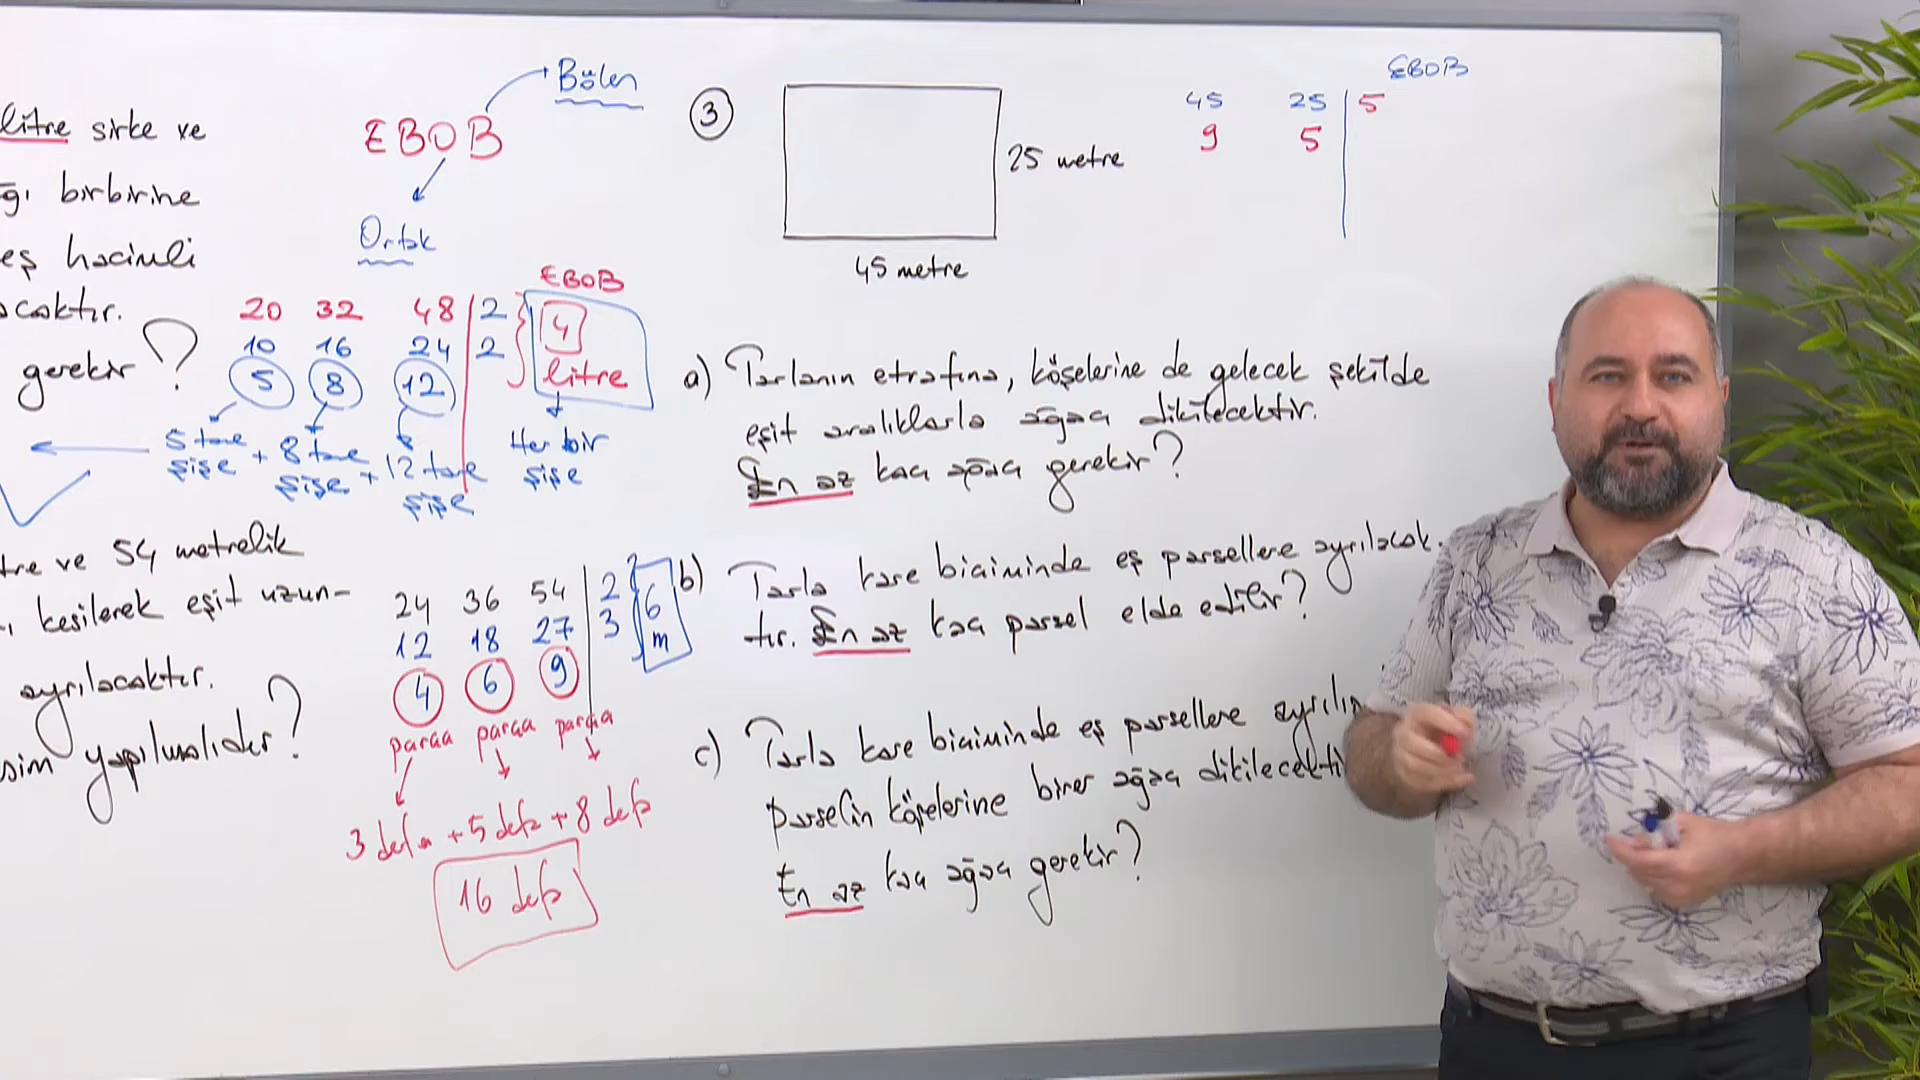 litre sirke ve
ğı birbirine
eş hacimli
caktır.
gerekir?
EBOB
Bölen
Ortak
EBOB
20 32 48 2
10 16 24 2
5 8 12
4
litre
5 tane şişe + 8 tane şişe + 12 tane şişe
Her bir
şişe
tre ve 54 metrelik
kesilerek eşit uzun-
ayrılacaktır.
sim yapılmalıdır?
24 36 54 2
12 18 27 3
4 6 9
6
m
parça parça parça
3 defa + 5 defa + 8 defa
16 defa
3
25 metre
45 metre
EBOB
45 25 5
9 5
a) Tarlanın etrafına, köşelerine de gelecek şekilde
eşit aralıklarla ağaç dikilecektir.
En az kaç ağaç gerekir?
b) Tarla kare biçiminde eş parsellere ayrılacak.
tır. En az kaç parsel elde edilir?
c) Tarla kare biçiminde eş parsellere ayrılıp
parselin köşelerine birer ağaç dikilecekti
En az kaç ağaç gerekir?